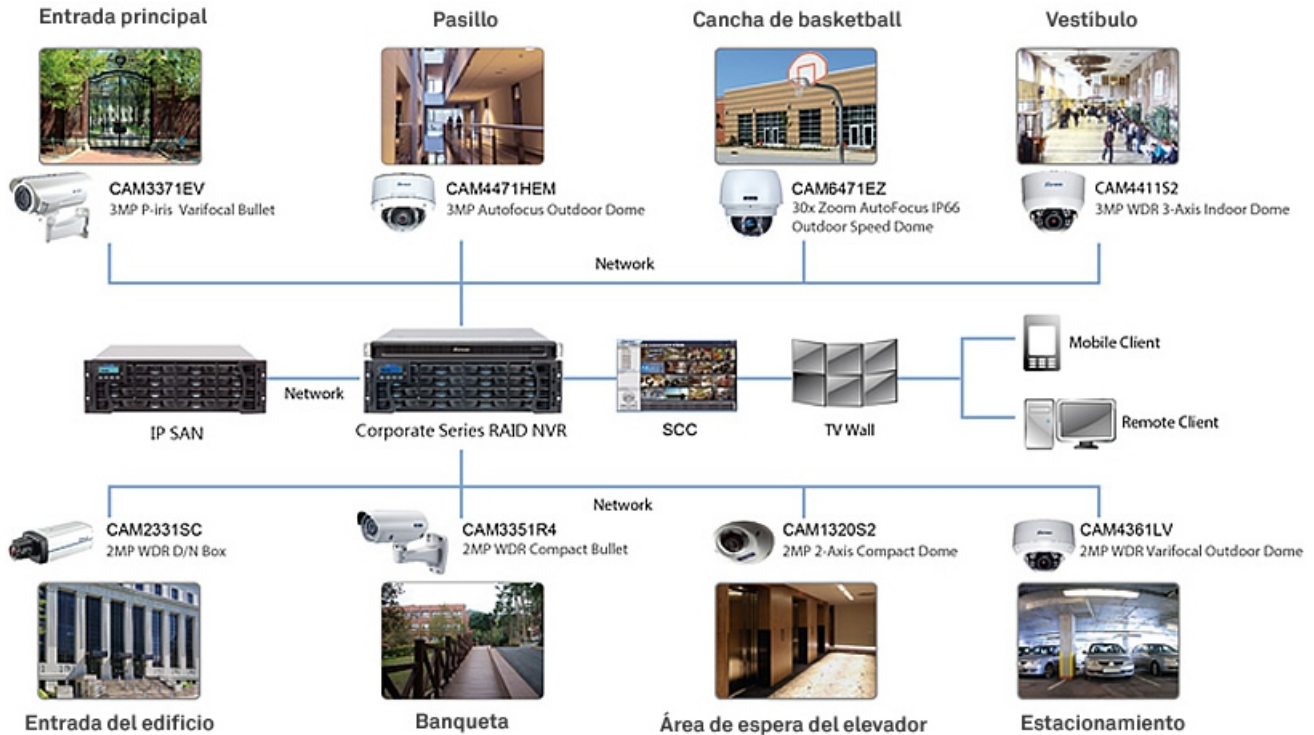 Entrada principal
Pasillo
Cancha de basketball
Vestíbulo
CAM3371EV
3MP P-iris Varifocal Bullet
CAM4471HEM
3MP Autofocus Outdoor Dome
CAM6471EZ
30x Zoom AutoFocus IP66
Outdoor Speed Dome
CAM4411S2
3MP WDR 3-Axis Indoor Dome
Network
Mobile Client
Network
IP SAN
Corporate Series RAID NVR
SCC
TV Wall
Remote Client
Network
CAM2331SC
2MP WDR D/N Box
CAM3351R4
2MP WDR Compact Bullet
CAM1320S2
2MP 2-Axis Compact Dome
CAM4361LV
2MP WDR Varifocal Outdoor Dome
Entrada del edificio
Banqueta
Área de espera del elevador
Estacionamiento